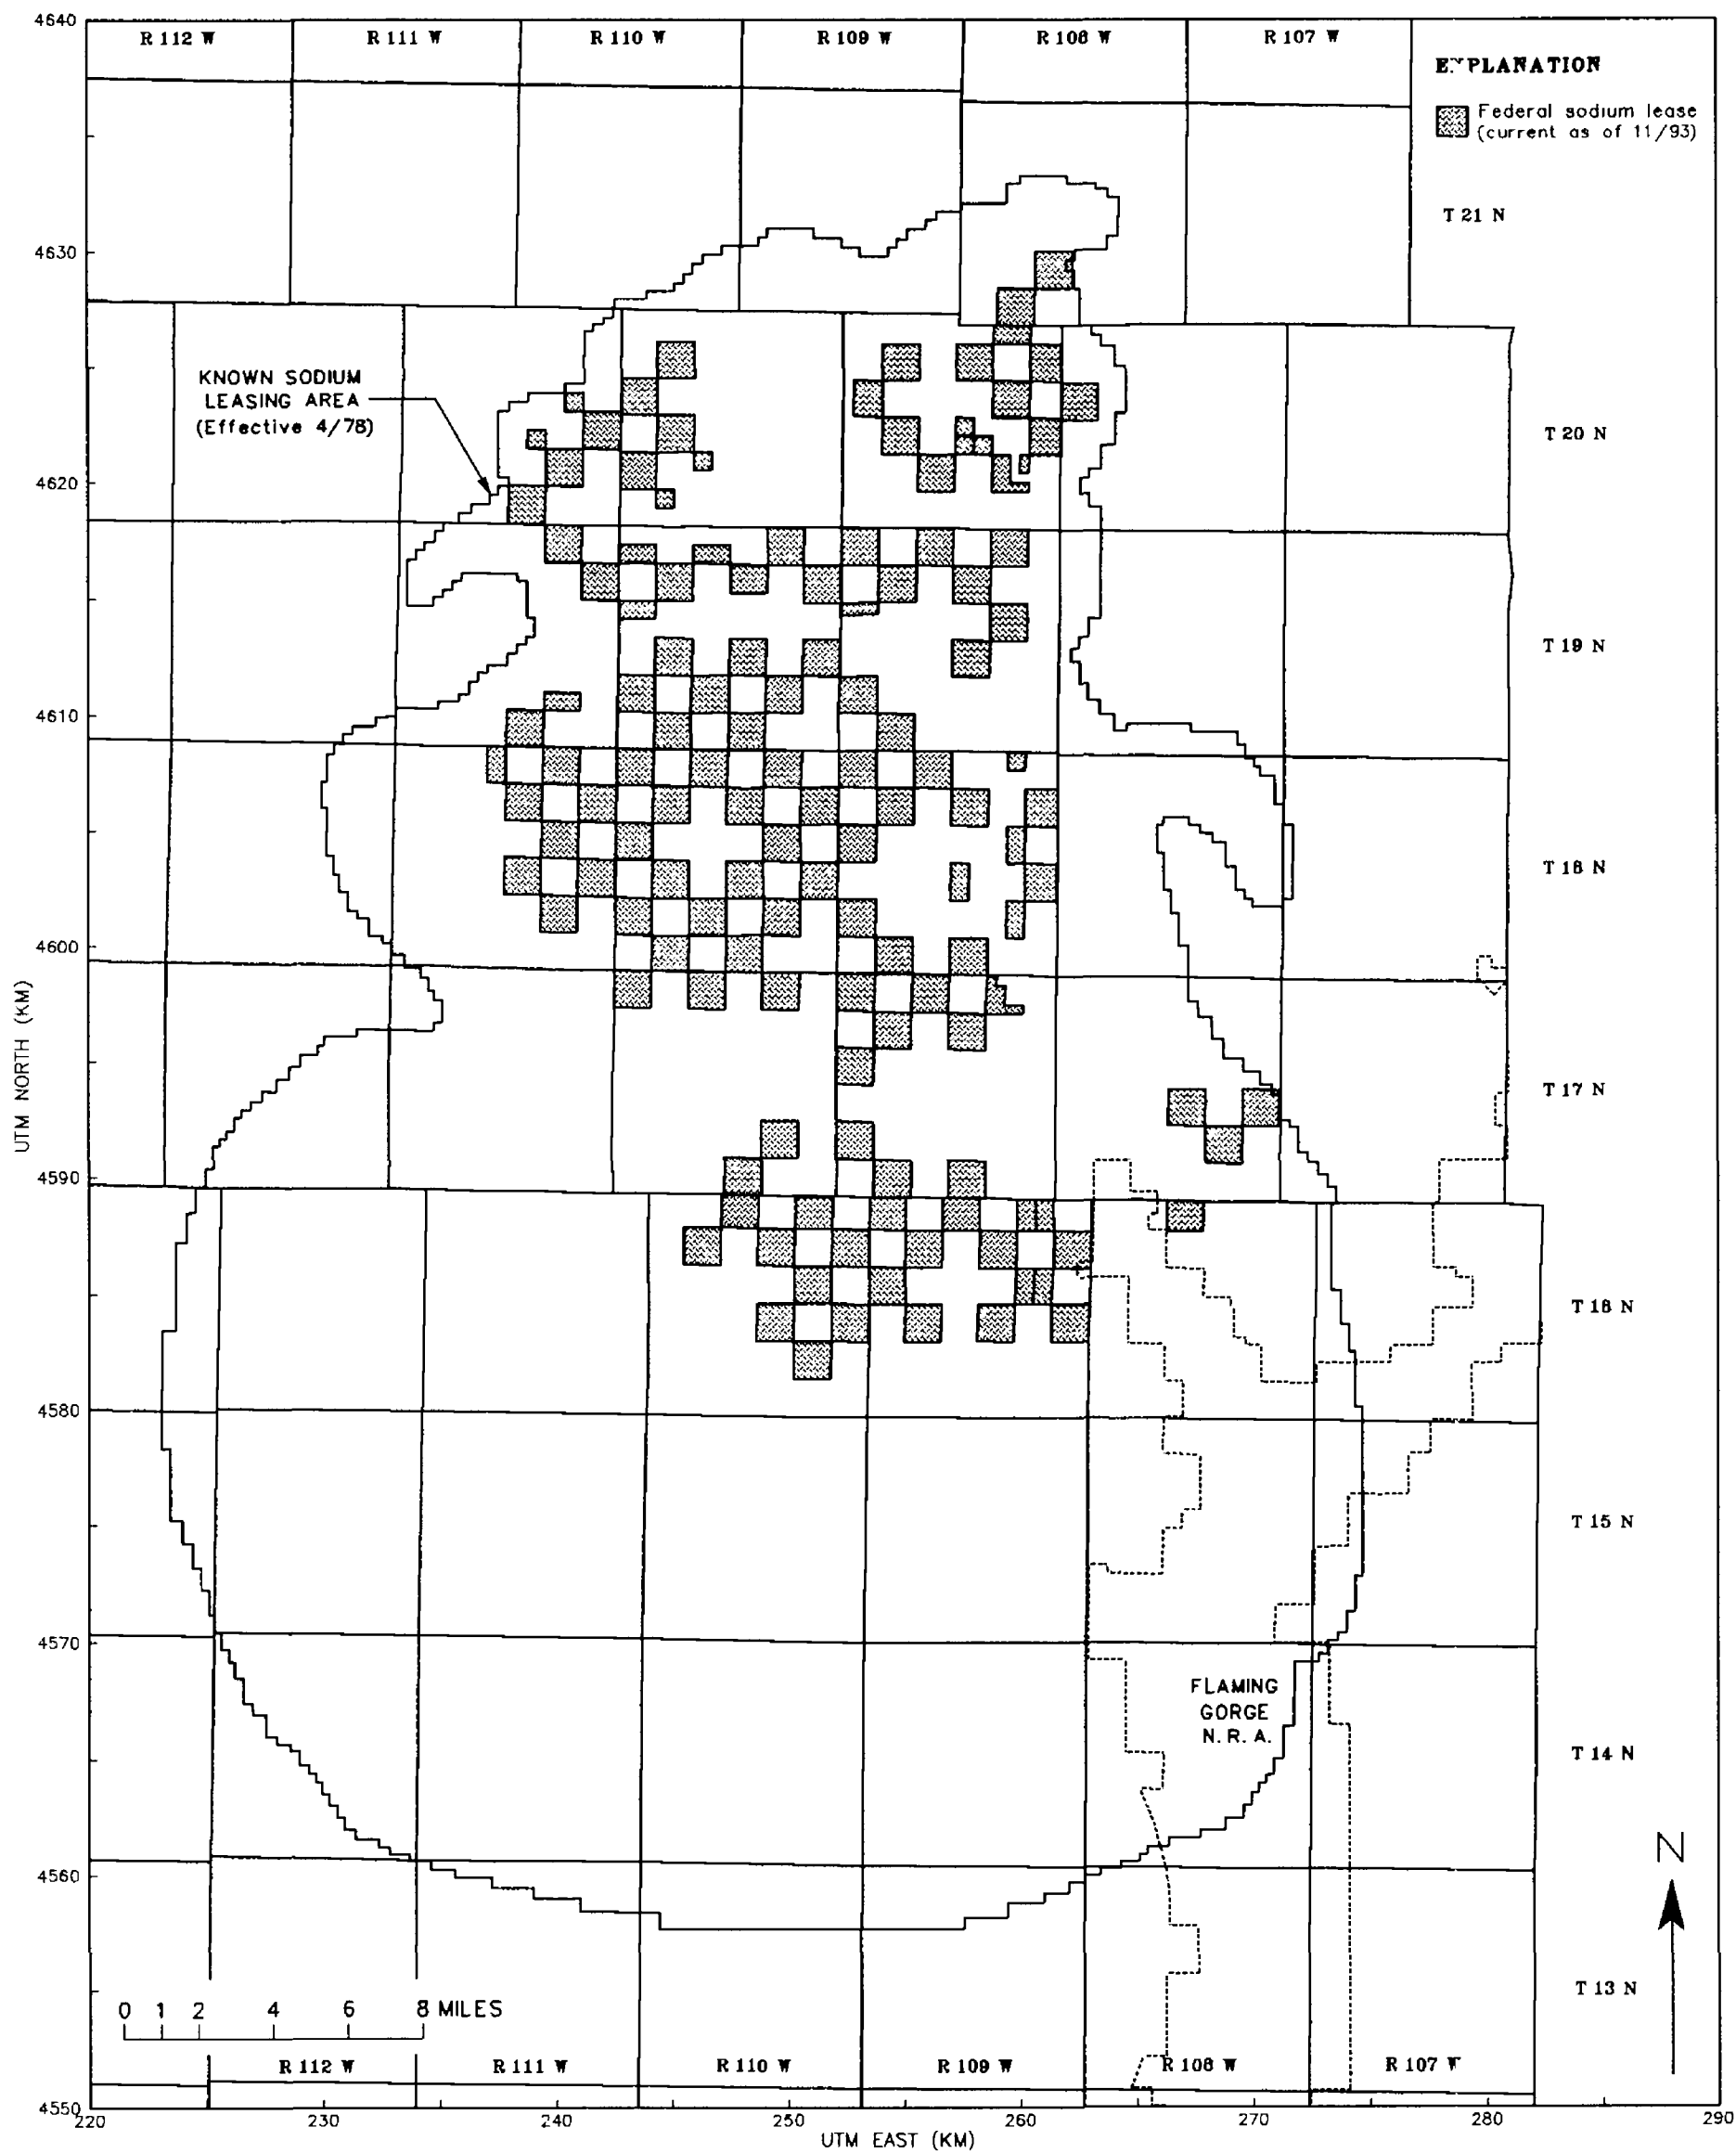 4640
R 112 W
R 111 W
R 110 W
R 109 W
R 108 W
R 107 W
EXPLANATION
Federal sodium lease
(current as of 11/93)
T 21 N
4630
KNOWN SODIUM
LEASING AREA
(Effective 4/78)
T 20 N
4620
T 19 N
4610
T 18 N
4600
UTM NORTH (KM)
T 17 N
4590
T 16 N
4580
T 15 N
4570
FLAMING
GORGE
N. R. A.
T 14 N
N
4560
T 13 N
0 1 2 4 6 8 MILES
R 112 W
R 111 W
R 110 W
R 109 W
R 108 W
R 107 W
4550
220 230 240 250 260 270 280 290
UTM EAST (KM)